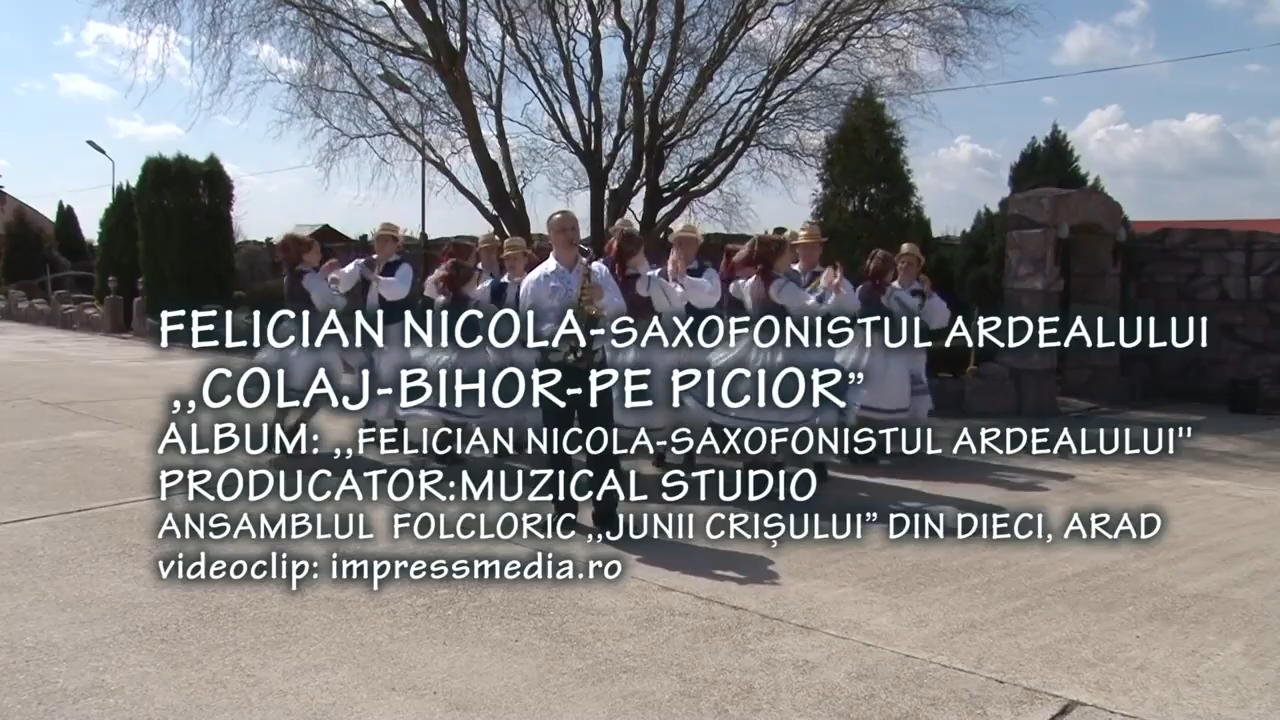 FELICIAN NICOLA-SAXOFONISTUL ARDEALULUI
,,COLAJ-BIHOR-PE PICIOR”
ALBUM: ,,FELICIAN NICOLA-SAXOFONISTUL ARDEALULUI''
PRODUCATOR:MUZICAL STUDIO
ANSAMBLUL FOLCLORIC ,,JUNII CRIȘULUI” DIN DIECI, ARAD
videoclip: impressmedia.ro